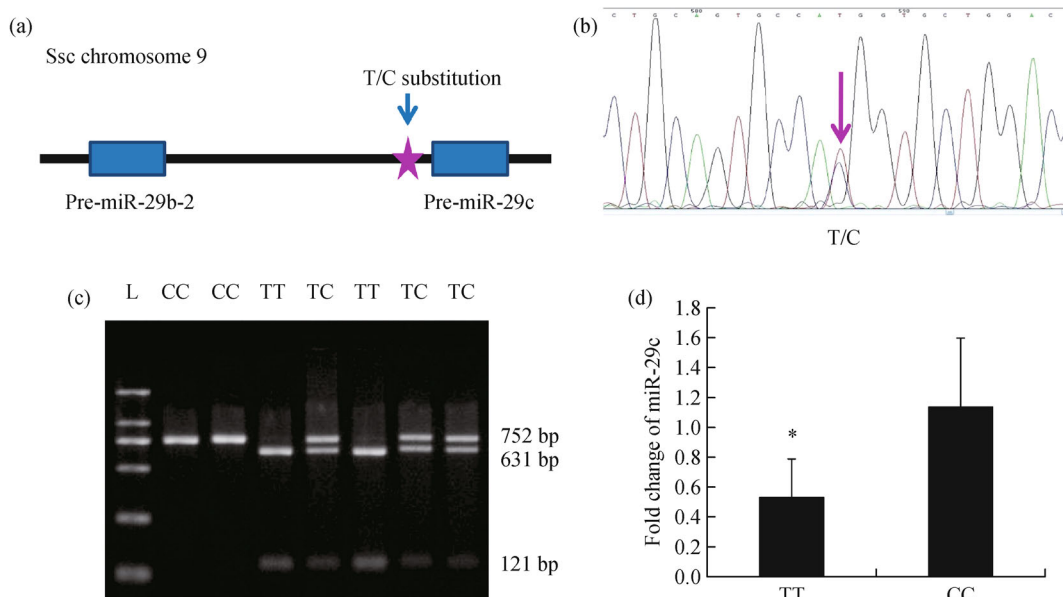 (a)
Ssc chromosome 9
T/C substitution
Pre-miR-29b-2
Pre-miR-29c
(b)
580 590
C T G C A G T G C C A T G G T G C T G G A C
T/C
(c)
L CC CC TT TC TT TC TC
752 bp
631 bp
121 bp
(d)
Fold change of miR-29c
1.8
1.6
1.4
1.2
1.0
0.8
0.6
0.4
0.2
0.0
*
TT CC